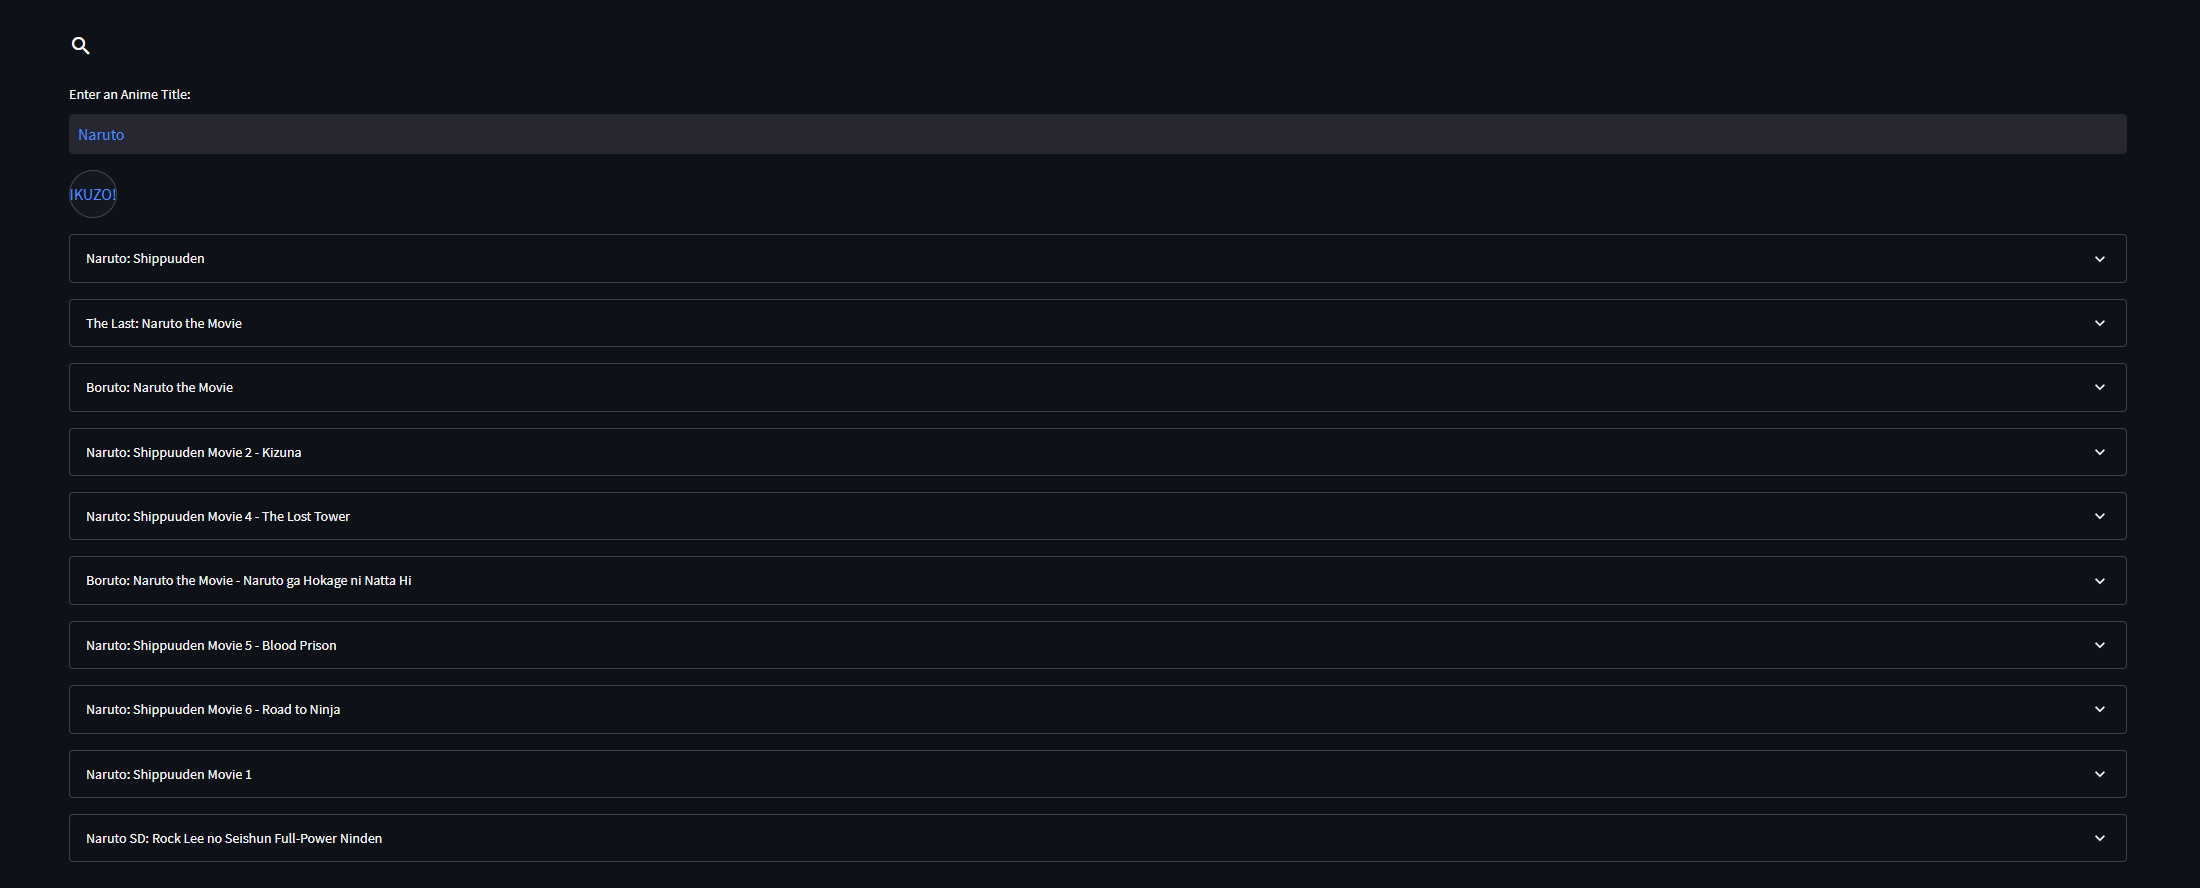 Enter an Anime Title:
Naruto
IKUZO!
Naruto: Shippuuden
The Last: Naruto the Movie
Boruto: Naruto the Movie
Naruto: Shippuuden Movie 2 - Kizuna
Naruto: Shippuuden Movie 4 - The Lost Tower
Boruto: Naruto the Movie - Naruto ga Hokage ni Natta Hi
Naruto: Shippuuden Movie 5 - Blood Prison
Naruto: Shippuuden Movie 6 - Road to Ninja
Naruto: Shippuuden Movie 1
Naruto SD: Rock Lee no Seishun Full-Power Ninden